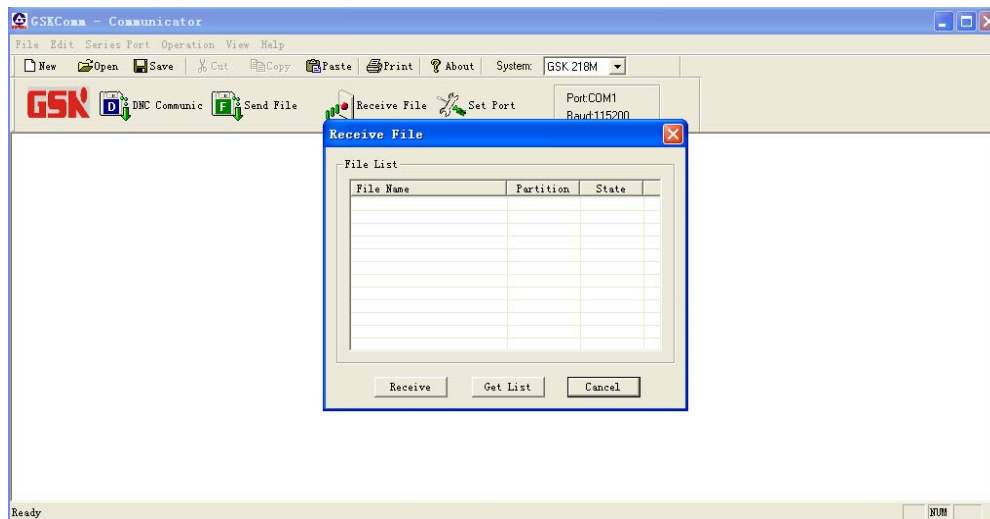 GSKComm - Communicator
File Edit Series Port Operation View Help
New Open Save Cut Copy Paste Print About System: GSK 218M
GSK D DNC Communic F Send File Receive File Set Port Port:COM1
Baud:115200
Receive File
File List
File Name Partition State
Receive Get List Cancel
Ready NUM